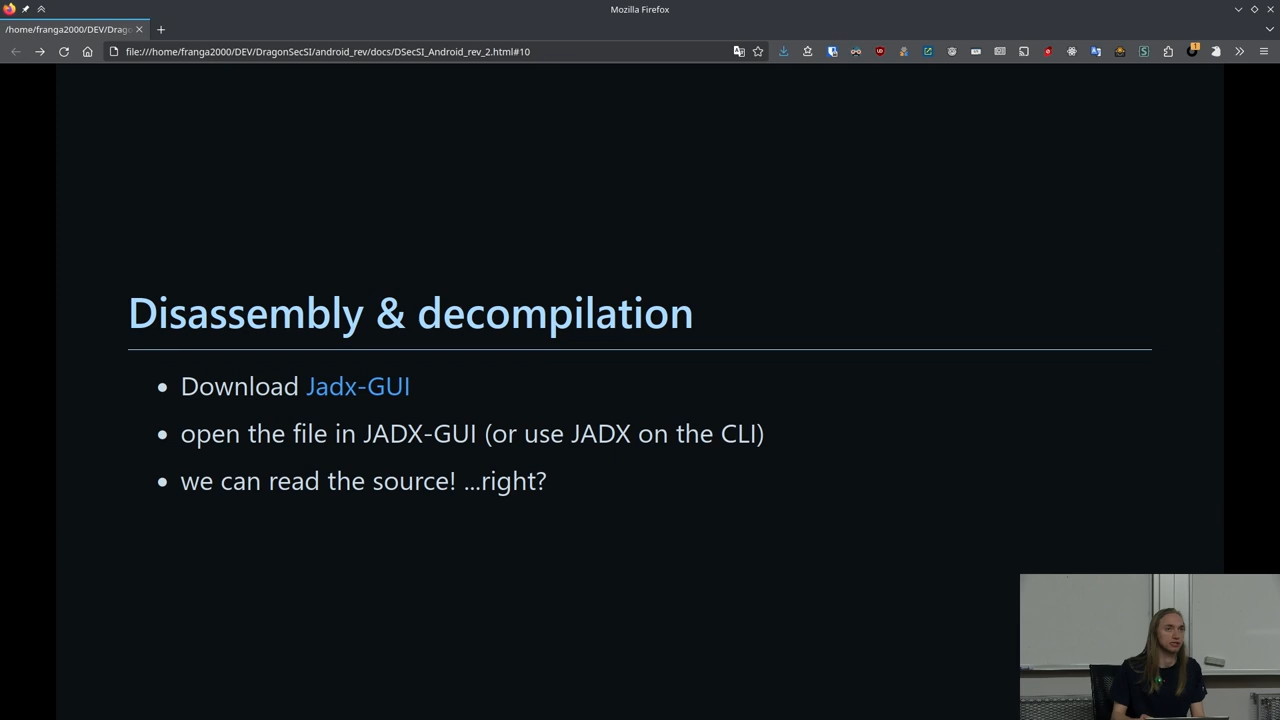 Mozilla Firefox
/home/franga2000/DEV/Drago
file:///home/franga2000/DEV/DragonSecSI/android_rev/docs/DSecSI_Android_rev_2.html#10
Disassembly & decompilation
• Download Jadx-GUI
• open the file in JADX-GUI (or use JADX on the CLI)
• we can read the source! ...right?